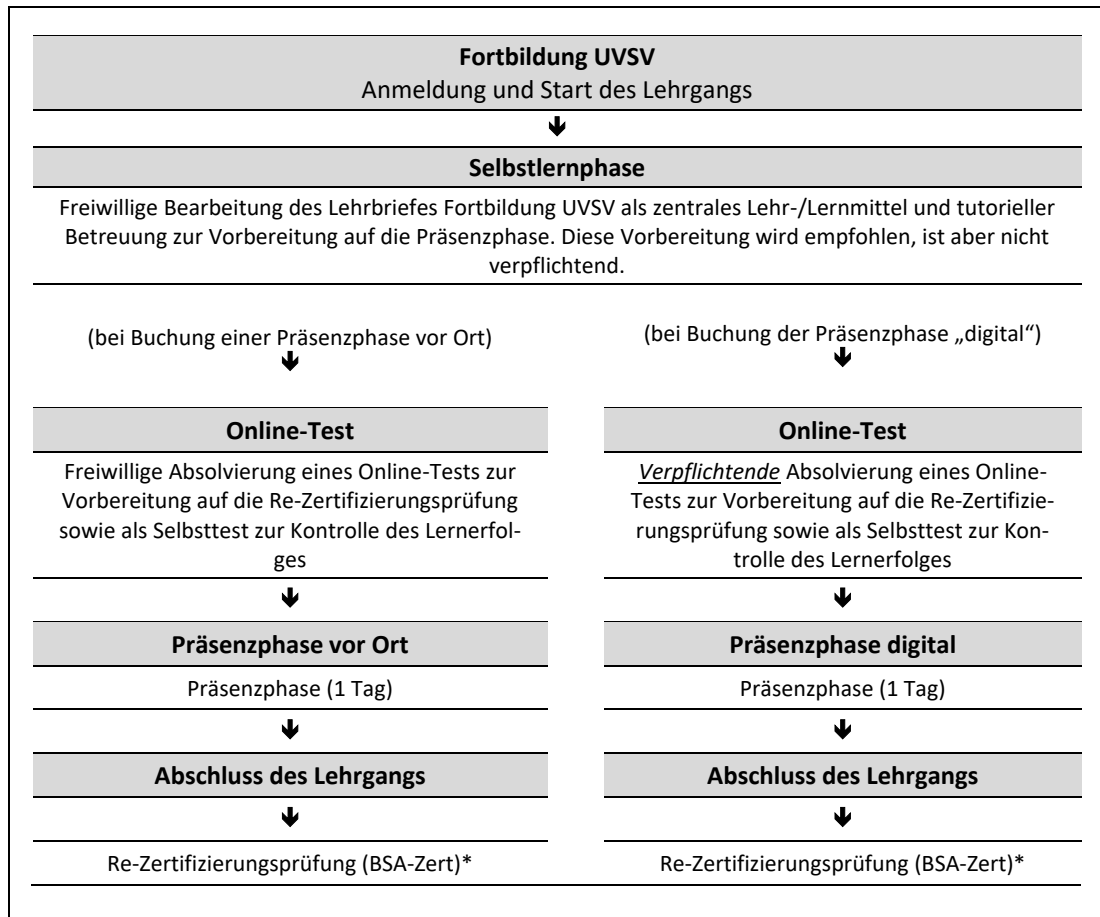 Fortbildung UVSV
Anmeldung und Start des Lehrgangs
Selbstlernphase
Freiwillige Bearbeitung des Lehrbriefes Fortbildung UVSV als zentrales Lehr-/Lernmittel und tutorieller
Betreuung zur Vorbereitung auf die Präsenzphase. Diese Vorbereitung wird empfohlen, ist aber nicht
verpflichtend.
(bei Buchung einer Präsenzphase vor Ort)
Online-Test
Freiwillige Absolvierung eines Online-Tests zur
Vorbereitung auf die Re-Zertifizierungsprüfung
sowie als Selbsttest zur Kontrolle des Lernerfol-
ges
Präsenzphase vor Ort
Präsenzphase (1 Tag)
Abschluss des Lehrgangs
Re-Zertifizierungsprüfung (BSA-Zert)*
(bei Buchung der Präsenzphase „digital“)
Online-Test
Verpflichtende Absolvierung eines Online-
Tests zur Vorbereitung auf die Re-Zertifizie-
rungsprüfung sowie als Selbsttest zur Kon-
trolle des Lernerfolges
Präsenzphase digital
Präsenzphase (1 Tag)
Abschluss des Lehrgangs
Re-Zertifizierungsprüfung (BSA-Zert)*